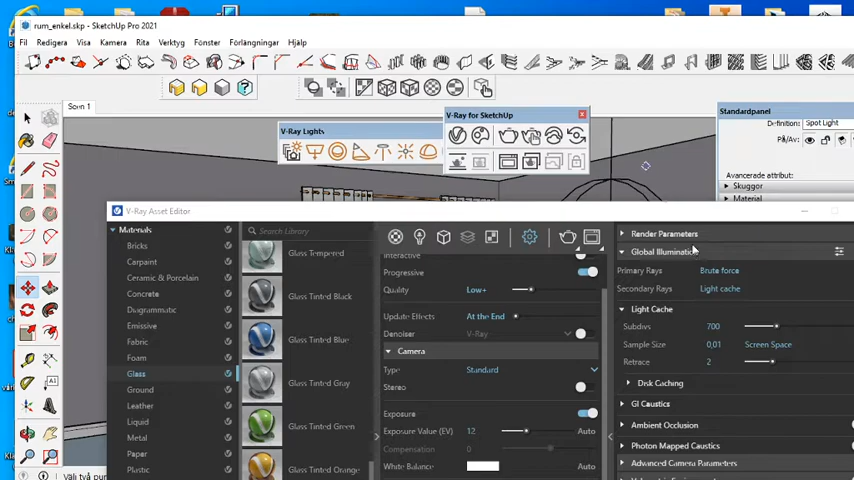 rum_enkel.skp - SketchUp Pro 2021
Redigera Visa Kamera Rita Verktyg Fönster Förlängningar Hjälp
Scen 1
V-Ray Lights
V-Ray for SketchUp
Standardpanel
Definition: Spot Light
På/Av:
Avancerade attribut:
Skuggor
Material
V-Ray Asset Editor
Materials
Bricks
Carpaint
Ceramic & Porcelain
Concrete
Diagrammatic
Emissive
Fabric
Foam
Glass
Ground
Leather
Liquid
Metal
Paper
Plastic
Search Library
Glass Tempered
Glass Tinted Black
Glass Tinted Blue
Glass Tinted Gray
Glass Tinted Green
Glass Tinted Orange
Interactive
Progressive
Quality Low+
Update Effects At the End
Denoiser V-Ray
Camera
Type Standard
Stereo
Exposure
Exposure Value (EV) 12 Auto
Compensation 0
White Balance Auto
Render Parameters
Global Illumination
Primary Rays Brute force
Secondary Rays Light cache
Light Cache
Subdivs 700
Sample Size 0,01 Screen Space
Retrace 2
Disk Caching
GI Caustics
Ambient Occlusion
Photon Mapped Caustics
Advanced Camera Parameters